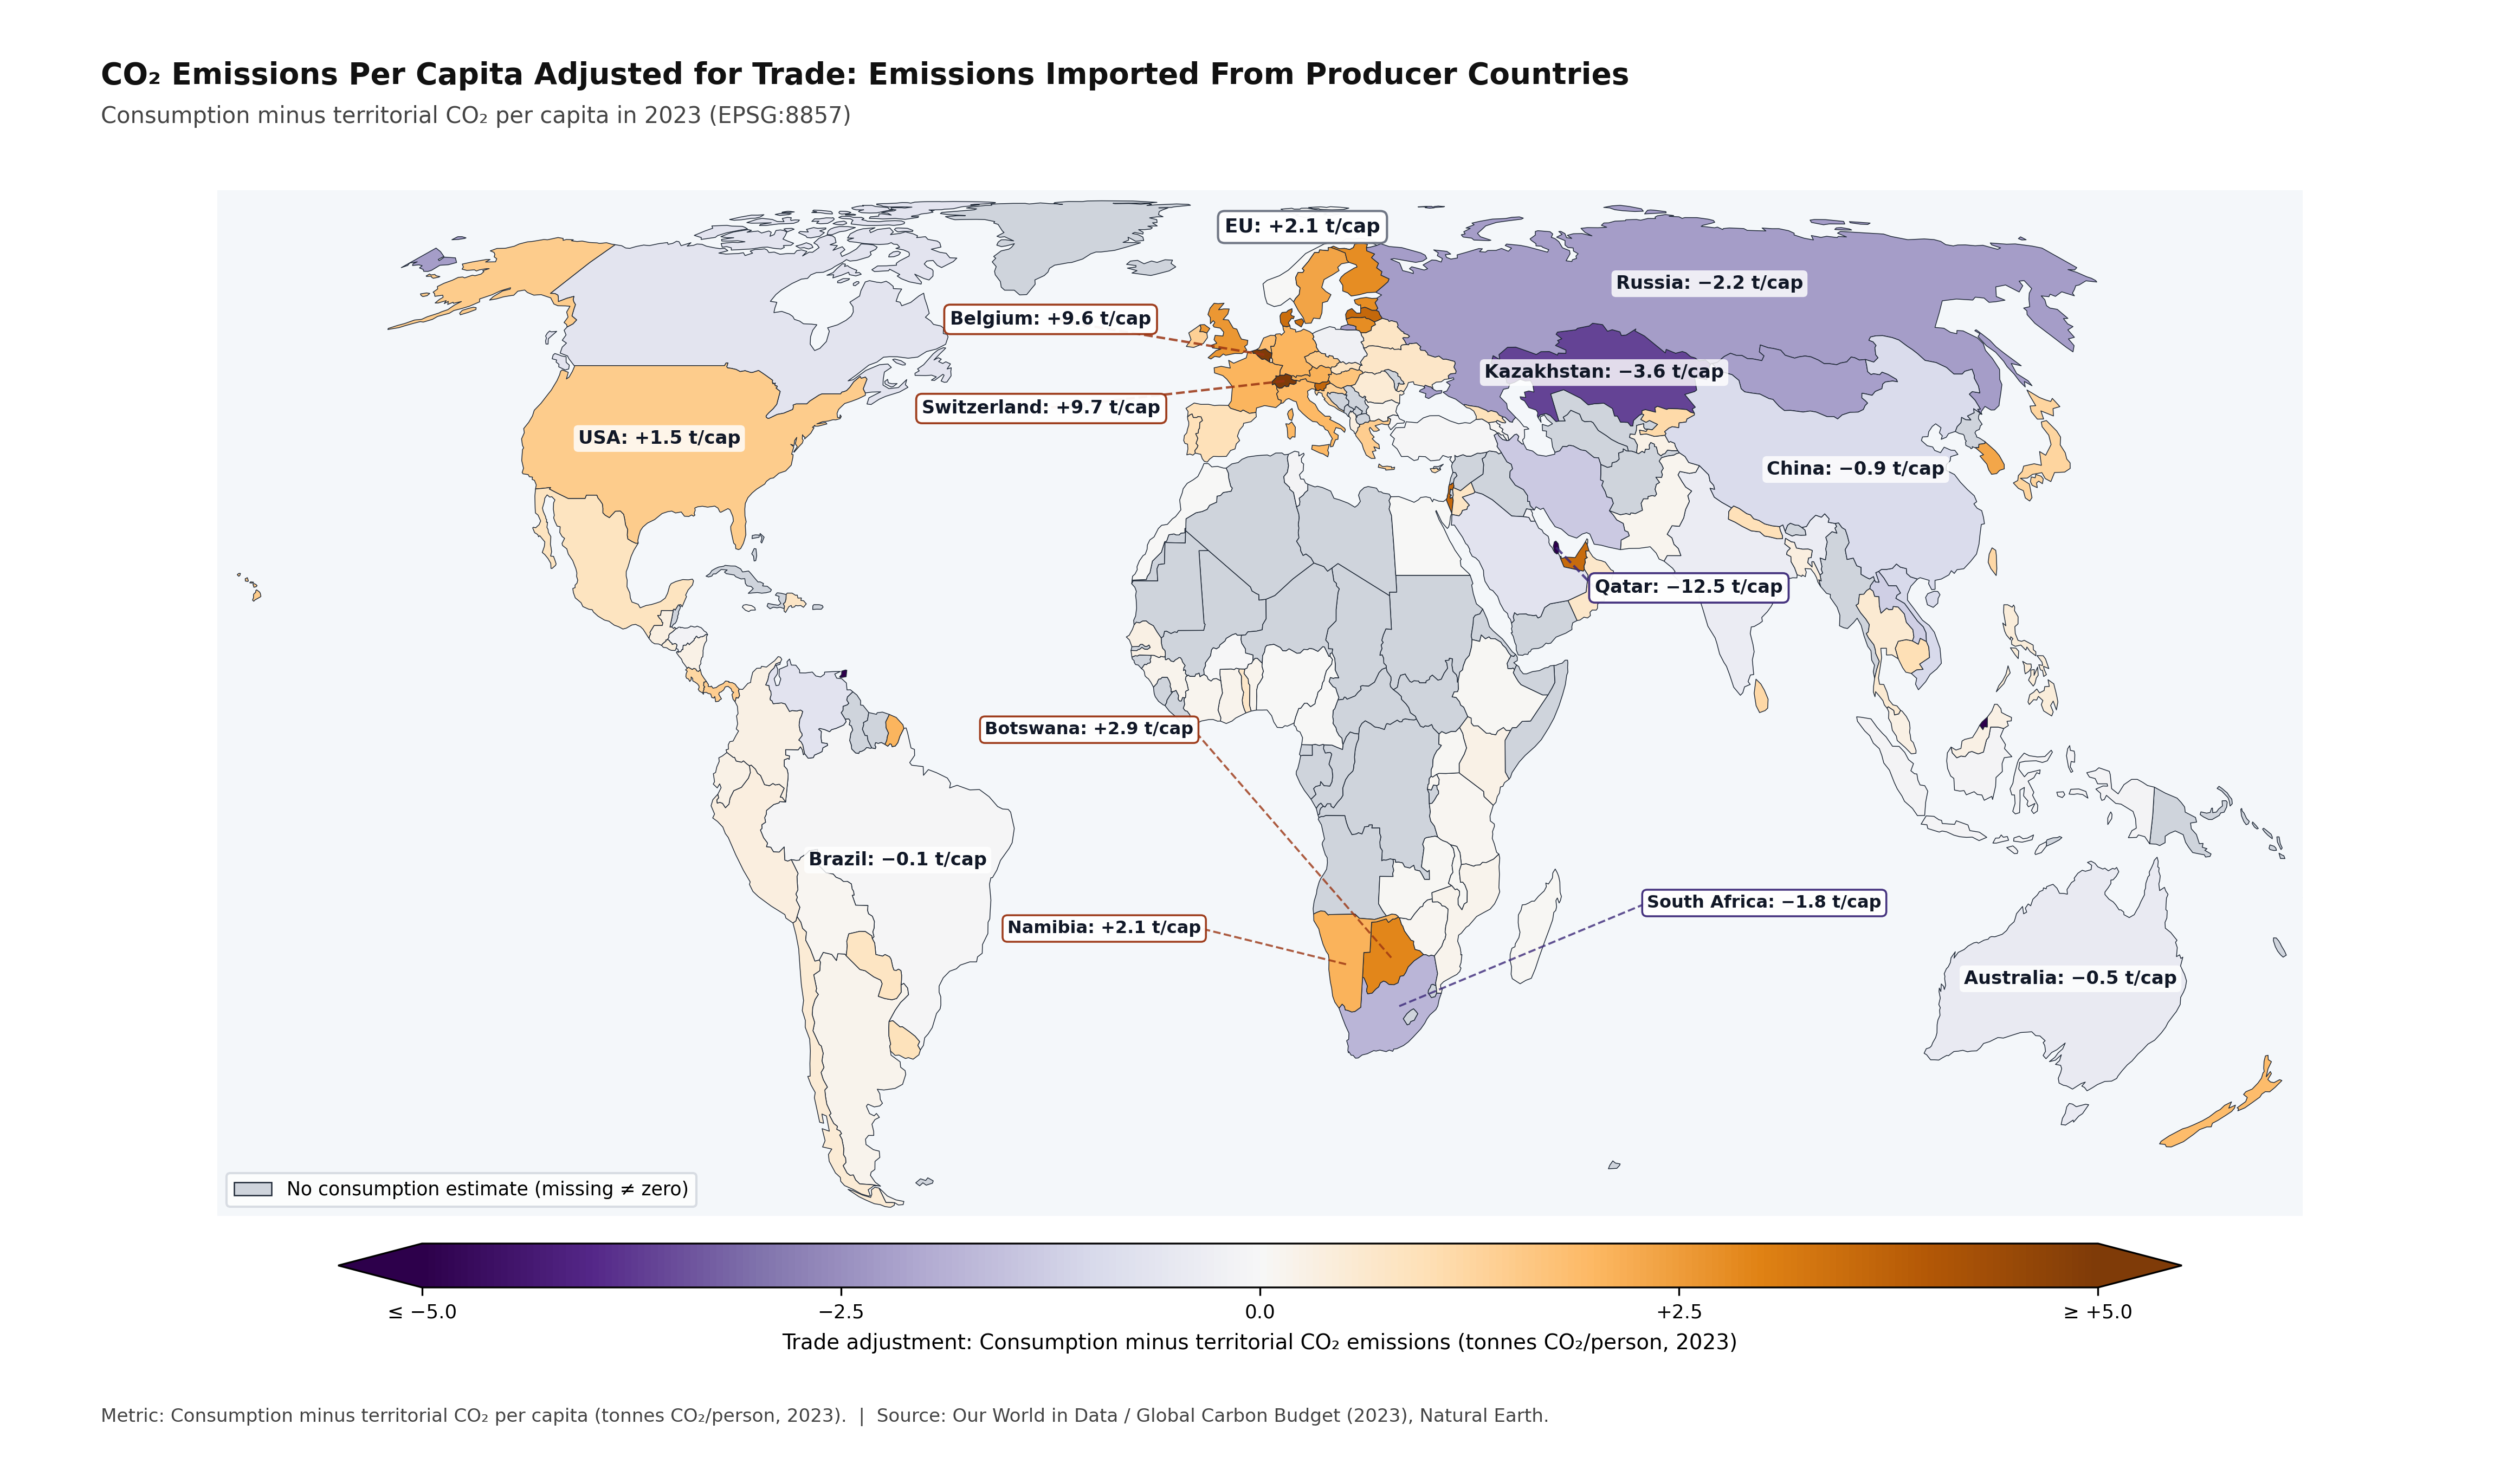 CO₂ Emissions Per Capita Adjusted for Trade: Emissions Imported From Producer Countries
Consumption minus territorial CO₂ per capita in 2023 (EPSG:8857)
EU: +2.1 t/cap
Russia: −2.2 t/cap
Belgium: +9.6 t/cap
Kazakhstan: −3.6 t/cap
Switzerland: +9.7 t/cap
USA: +1.5 t/cap
China: −0.9 t/cap
Qatar: −12.5 t/cap
Botswana: +2.9 t/cap
Brazil: −0.1 t/cap
South Africa: −1.8 t/cap
Namibia: +2.1 t/cap
Australia: −0.5 t/cap
No consumption estimate (missing ≠ zero)
≤ −5.0 −2.5 0.0 +2.5 ≥ +5.0
Trade adjustment: Consumption minus territorial CO₂ emissions (tonnes CO₂/person, 2023)
Metric: Consumption minus territorial CO₂ per capita (tonnes CO₂/person, 2023). | Source: Our World in Data / Global Carbon Budget (2023), Natural Earth.